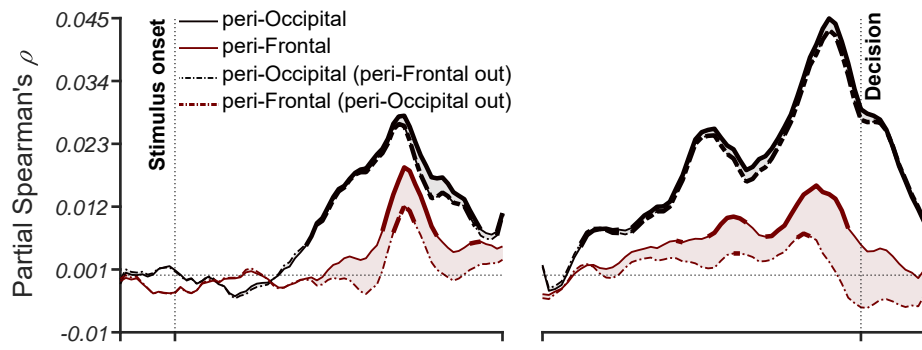 Partial Spearman's ρ
0.045
0.034
0.023
0.012
0.001
-0.01
Stimulus onset
peri-Occipital
peri-Frontal
peri-Occipital (peri-Frontal out)
peri-Frontal (peri-Occipital out)
Decision